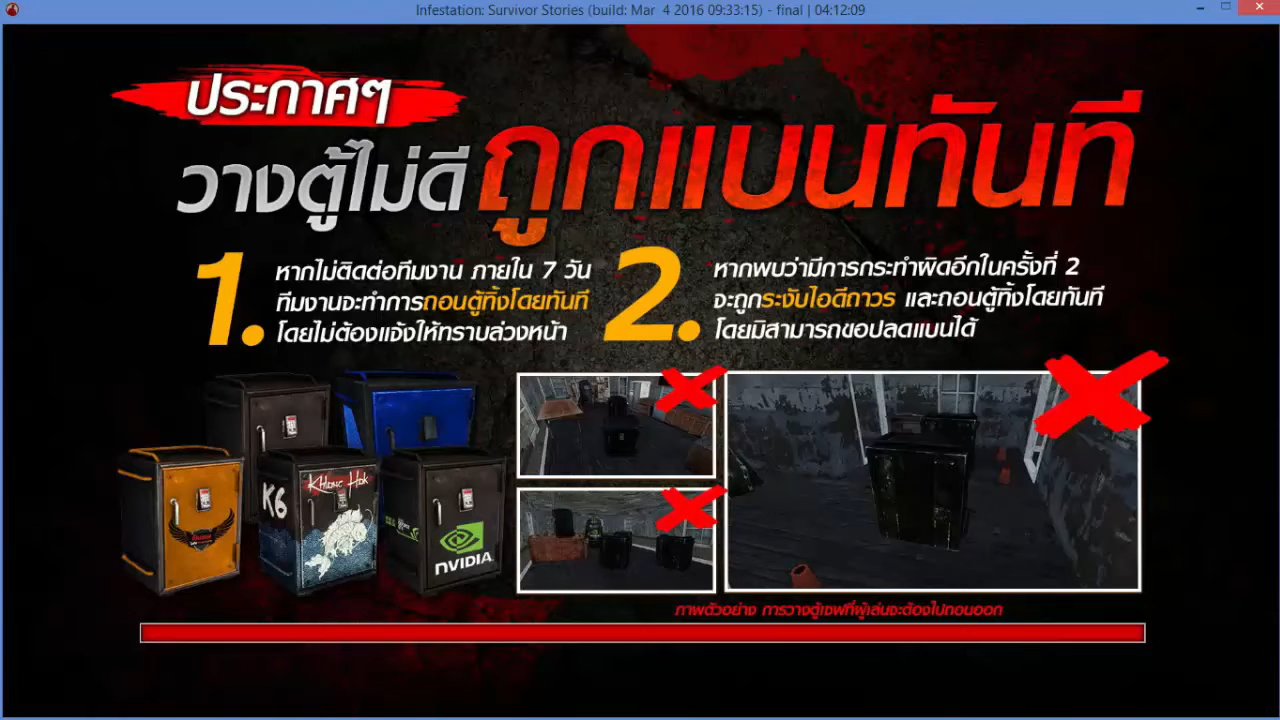 Infestation: Survivor Stories (build: Mar 4 2016 09:33:15) - final | 04:12:09
ประกาศๆ
วางตู้ไม่ดี ถูกแบนทันที
1.
หากไม่ติดต่อทีมงาน ภายใน 7 วัน
ทีมงานจะทำการถอนตู้ทิ้งโดยทันที
โดยไม่ต้องแจ้งให้ทราบล่วงหน้า
2.
หากพบว่ามีการกระทำผิดอีกในครั้งที่ 2
จะถูกระงับไอดีถาวร และถอนตู้ทิ้งโดยทันที
โดยมิสามารถขอปลดแบนได้
K6
Khlong Hok
NVIDIA
ภาพตัวอย่าง การวางตู้เซฟที่ผู้เล่นจะต้องไปถอนออก